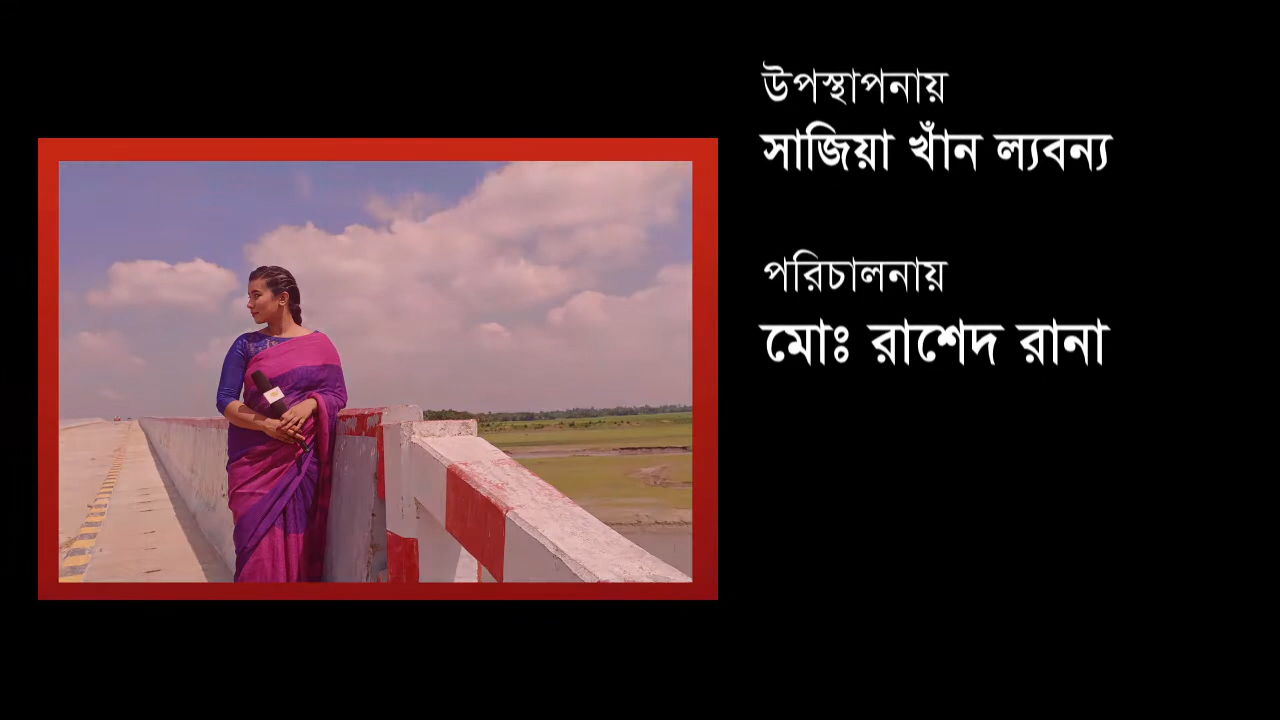 উপস্থাপনায়
সাজিয়া খাঁন ল্যবন্য
পরিচালনায়
মোঃ রাশেদ রানা